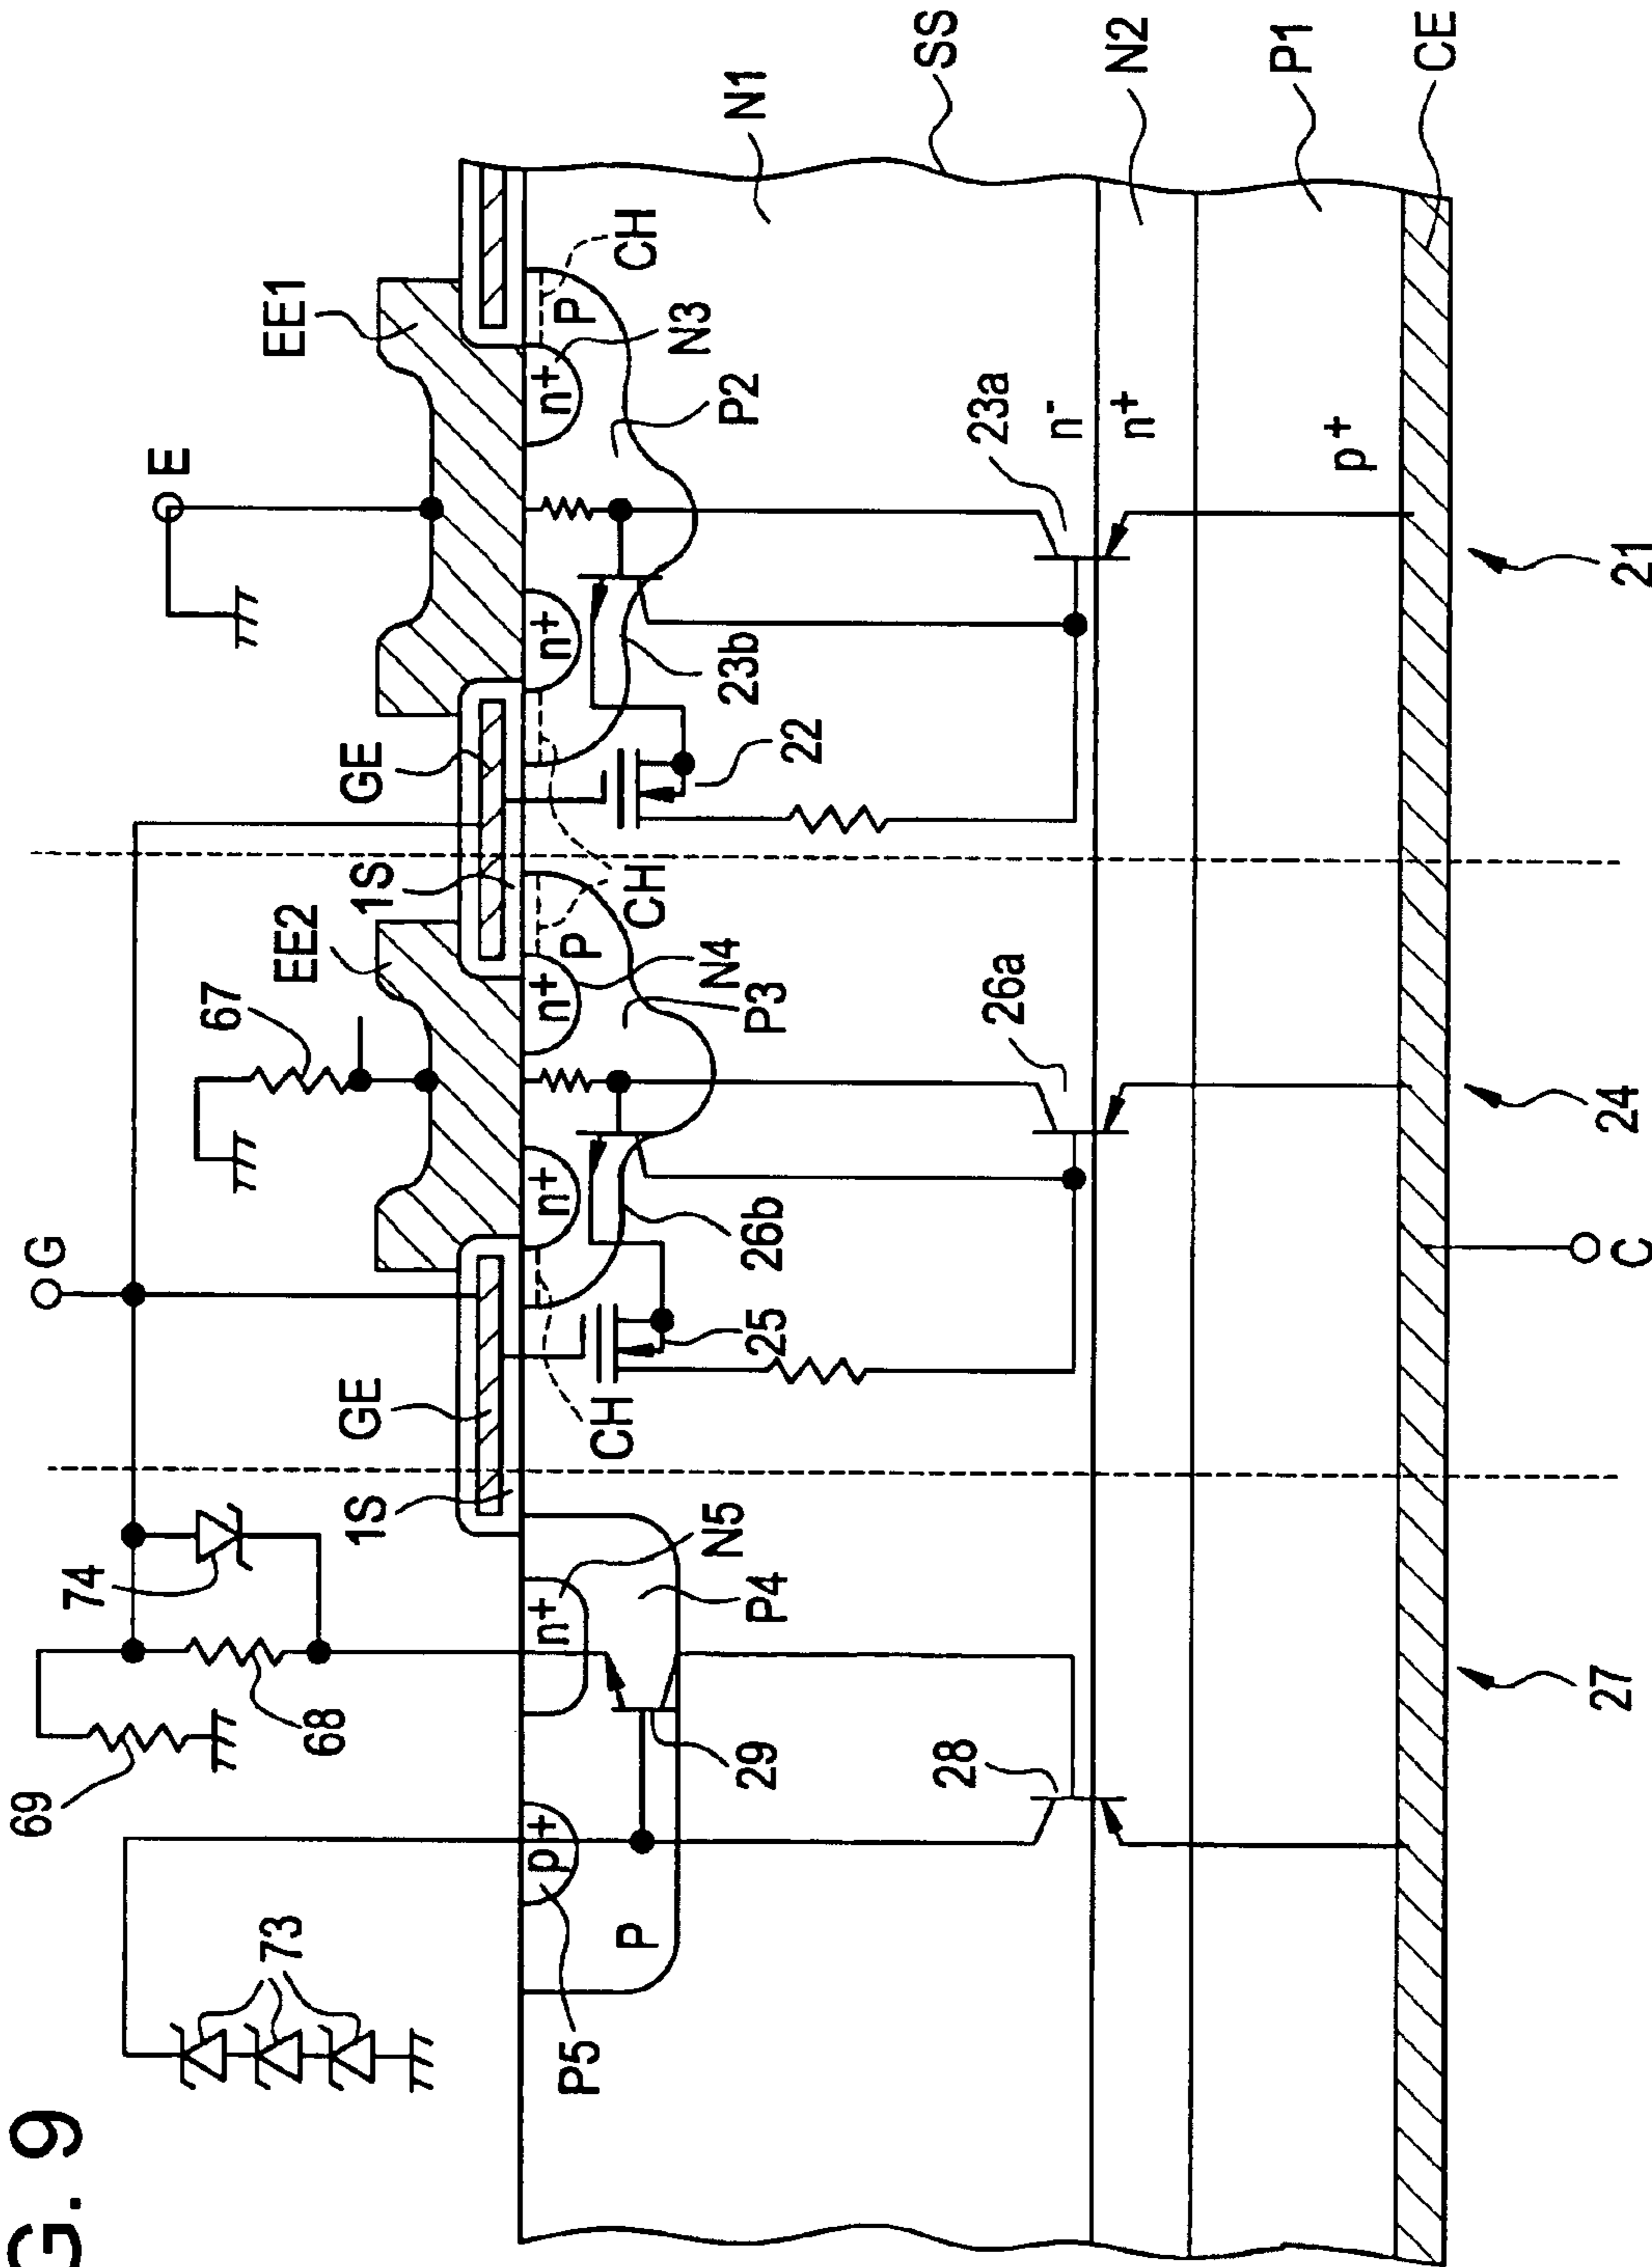 G. 9
73
69
68
74
G
67
EE2
E
EE1
1S
GE
1S
GE
P5
p+
P
29
n+
N5
P4
CH
n+
26b
25
n+
N4
P
P3
CH
n+
23b
22
n+
N3
P
CH
P2
28
26a
23a
n-
n+
p+
N1
SS
N2
P1
CE
27
24
21
C